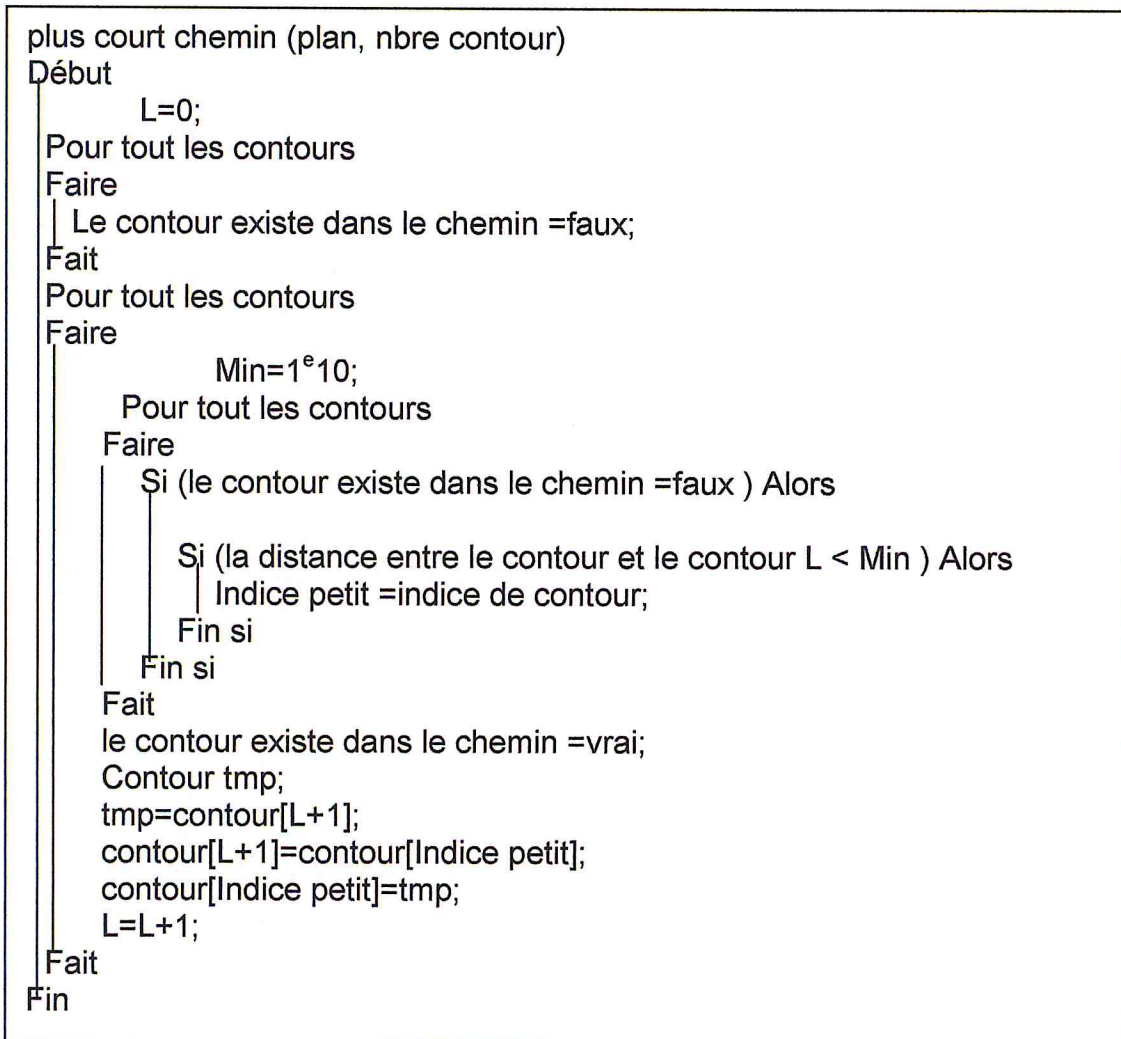 plus court chemin (plan, nbre contour)
Début
L=0;
Pour tout les contours
Faire
Le contour existe dans le chemin =faux;
Fait
Pour tout les contours
Faire
Min=1e10;
Pour tout les contours
Faire
Si (le contour existe dans le chemin =faux ) Alors
Si (la distance entre le contour et le contour L < Min ) Alors
Indice petit =indice de contour;
Fin si
Fin si
Fait
le contour existe dans le chemin =vrai;
Contour tmp;
tmp=contour[L+1];
contour[L+1]=contour[Indice petit];
contour[Indice petit]=tmp;
L=L+1;
Fait
Fin